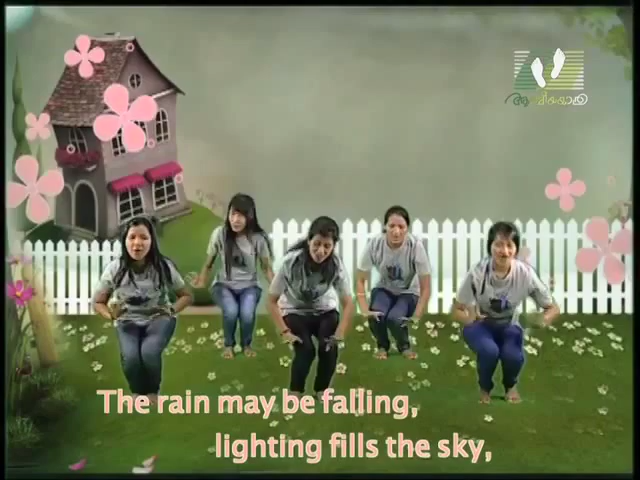 The rain may be falling,
lighting fills the sky,